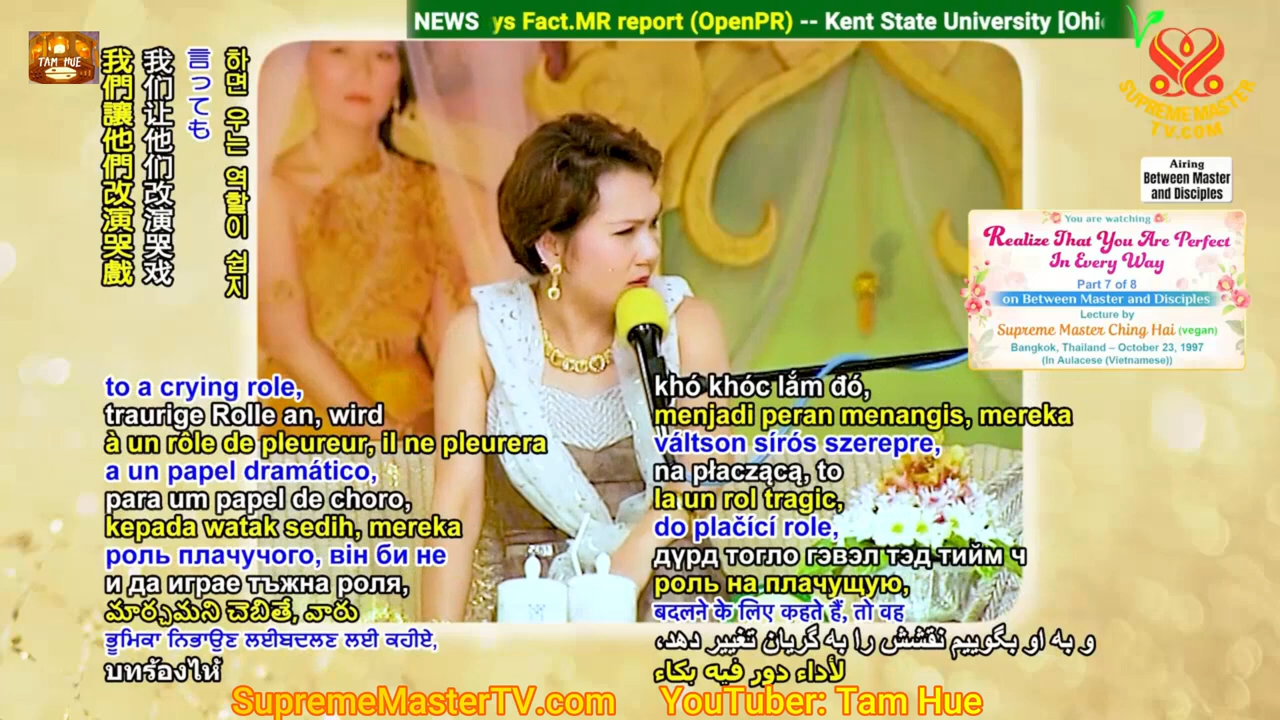 NEWS ys Fact.MR report (OpenPR) -- Kent State University [Ohi
TAM HUE
SUPREMEMASTER
TV.COM
Airing
Between Master
and Disciples
You are watching
Realize That You Are Perfect
In Every Way
Part 7 of 8
on Between Master and Disciples
Lecture by
Supreme Master Ching Hai (vegan)
Bangkok, Thailand – October 23, 1997
(In Aulacese (Vietnamese))
하면 우는 역할이 쉽지
言っても
我们让他们改演哭戏
我們讓他們改演哭戲
to a crying role,
traurige Rolle an, wird
à un rôle de pleureur, il ne pleurera
a un papel dramático,
para um papel de choro,
kepada watak sedih, mereka
роль плачучого, він би не
и да играе тъжна роля,
మార్చమని చెబితే, వారు
ਭੂਮਿਕਾ ਨਿਭਾਉਣ ਲਈਬਦਲਣ ਲਈ ਕਹੀਏ,
บทร้องไห้
khó khóc lắm đó,
menjadi peran menangis, mereka
váltson sírós szerepre,
na płaczącą, to
la un rol tragic,
do plačící role,
дүрд тогло гэвэл тэд тийм ч
роль на плачущую,
बदलने के लिए कहते हैं, तो वह
و به او بگوییم نقشش را به گریان تغییر دهد،
لأداء دور فيه بكاء
SupremeMasterTV.com YouTuber: Tam Hue